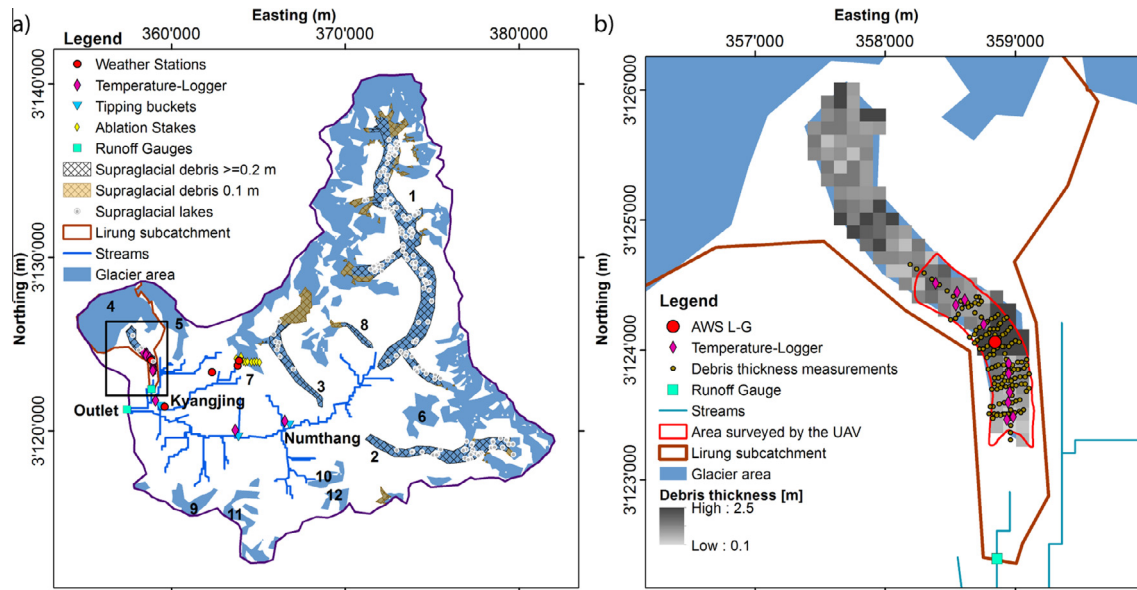 a)
Easting (m)
360'000
370'000
380'000
Northing (m)
3'140'000
3'130'000
3'120'000
Legend
Weather Stations
Temperature-Logger
Tipping buckets
Ablation Stakes
Runoff Gauges
Supraglacial debris >=0.2 m
Supraglacial debris 0.1 m
Supraglacial lakes
Lirung subcatchment
Streams
Glacier area
1
4
5
8
7
3
Kyangjing
Outlet
6
Numthang
2
10
12
9
11
b)
Easting (m)
357'000
358'000
359'000
Northing (m)
3'126'000
3'125'000
3'124'000
3'123'000
Legend
AWS L-G
Temperature-Logger
Debris thickness measurements
Runoff Gauge
Streams
Area surveyed by the UAV
Lirung subcatchment
Glacier area
Debris thickness [m]
High : 2.5
Low : 0.1